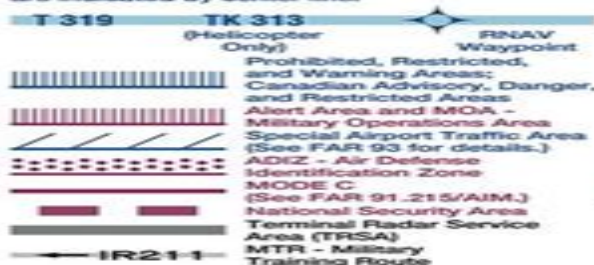 T 319 TK 313
(Helicopter Only)
RNAV Waypoint
Prohibited, Restricted,
and Warning Areas;
Canadian Advisory, Danger,
and Restricted Areas
Alert Area and MOA -
Military Operations Area
Special Airport Traffic Area
(See FAR 93 for details.)
ADIZ - Air Defense
Identification Zone
MODE C
(See FAR 91.215/AIM.)
National Security Area
Terminal Radar Service
Area (TRSA)
MTR - Military
Training Route
IR211